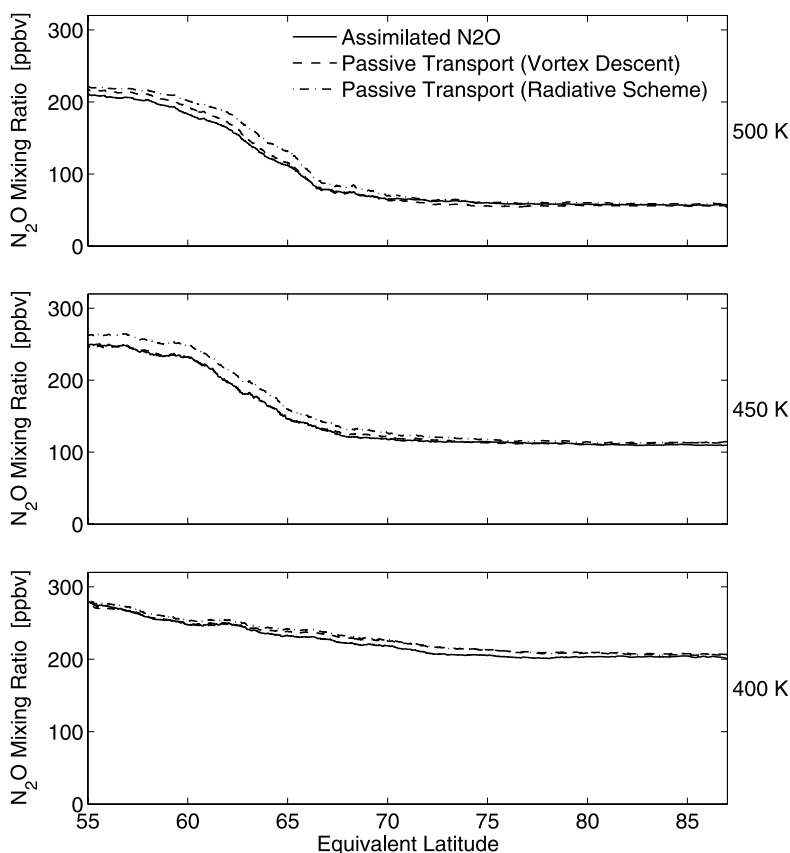 300
200
100
0
N2O Mixing Ratio [ppbv]
Assimilated N2O
Passive Transport (Vortex Descent)
Passive Transport (Radiative Scheme)
500 K
300
200
100
0
N2O Mixing Ratio [ppbv]
450 K
300
200
100
0
N2O Mixing Ratio [ppbv]
400 K
55 60 65 70 75 80 85
Equivalent Latitude